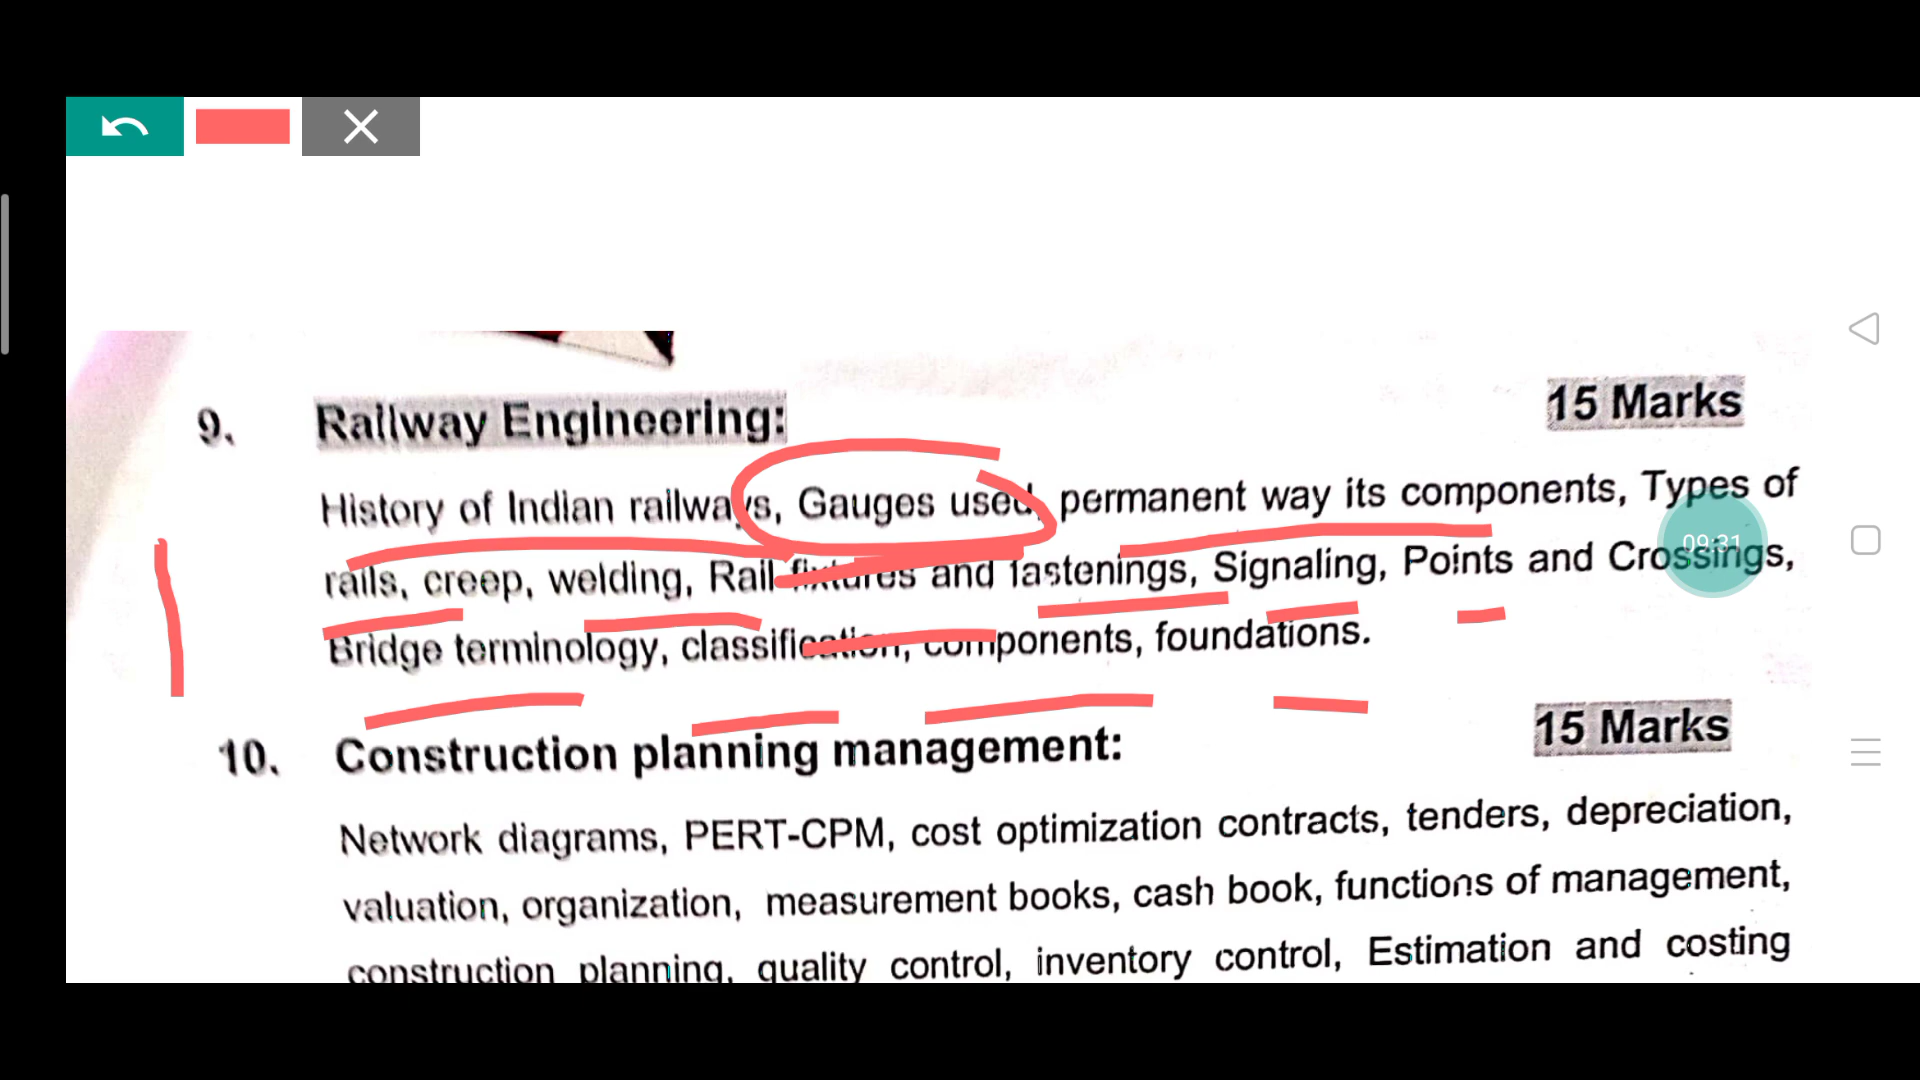 9. Railway Engineering: 15 Marks
History of Indian railways, Gauges used, permanent way its components, Types of
rails, creep, welding, Rail fixtures and fastenings, Signaling, Points and Crossings,
09:31
Bridge terminology, classification, components, foundations.
10. Construction planning management: 15 Marks
Network diagrams, PERT-CPM, cost optimization contracts, tenders, depreciation,
valuation, organization, measurement books, cash book, functions of management,
construction planning, quality control, inventory control, Estimation and costing